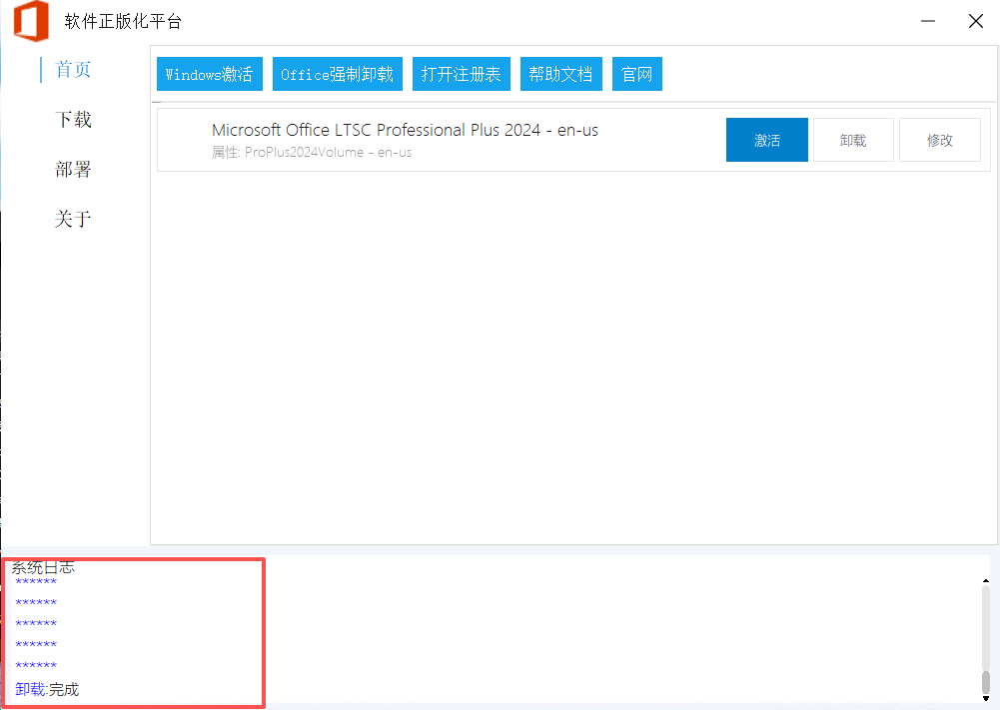 软件正版化平台
首页
下载
部署
关于
Windows激活 Office强制卸载 打开注册表 帮助文档 官网
Microsoft Office LTSC Professional Plus 2024 - en-us
属性: ProPlus2024Volume - en-us
激活 卸载 修改
系统日志
******
******
******
******
******
卸载:完成